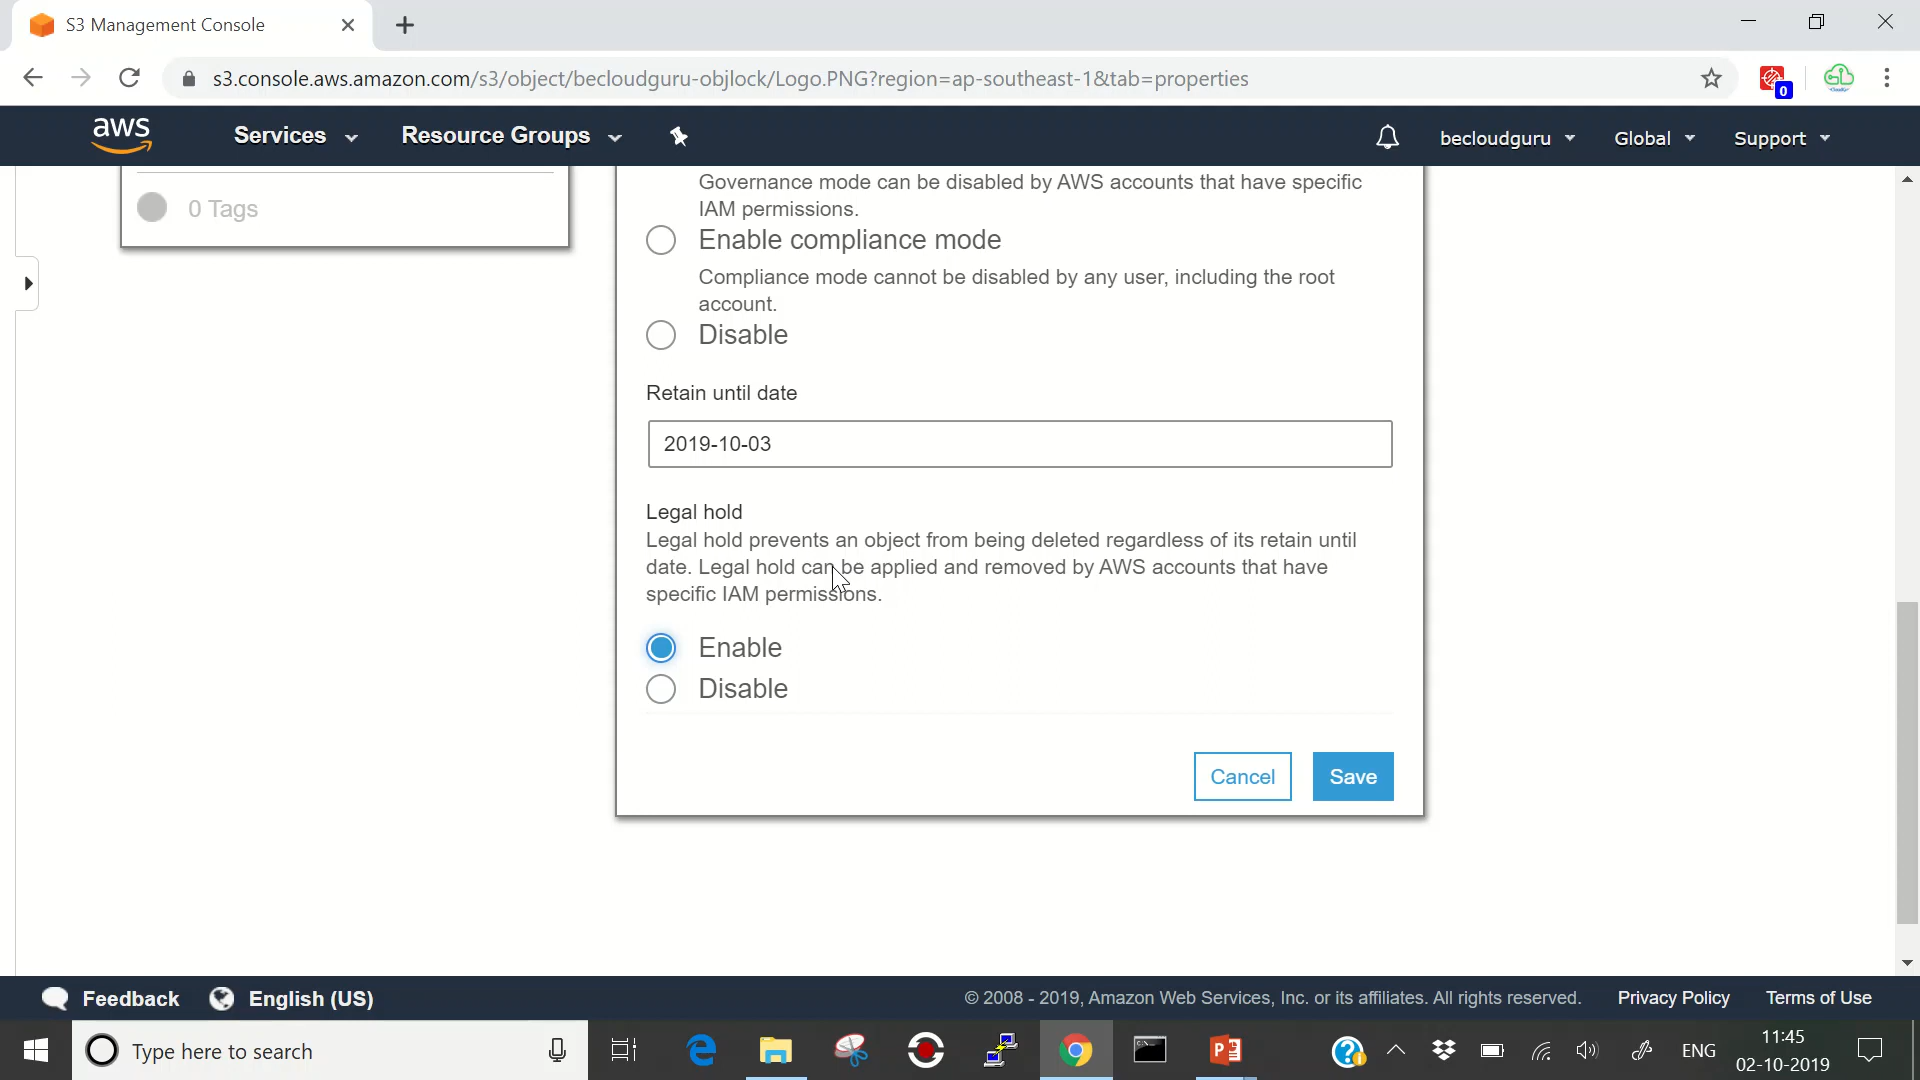 S3 Management Console
s3.console.aws.amazon.com/s3/object/becloudguru-objlock/Logo.PNG?region=ap-southeast-1&tab=properties
0
aws
Services
Resource Groups
becloudguru
Global
Support
0 Tags
Governance mode can be disabled by AWS accounts that have specific
IAM permissions.
Enable compliance mode
Compliance mode cannot be disabled by any user, including the root
account.
Disable
Retain until date
2019-10-03
Legal hold
Legal hold prevents an object from being deleted regardless of its retain until
date. Legal hold can be applied and removed by AWS accounts that have
specific IAM permissions.
Enable
Disable
Cancel
Save
Feedback
English (US)
© 2008 - 2019, Amazon Web Services, Inc. or its affiliates. All rights reserved.
Privacy Policy
Terms of Use
Type here to search
ENG
11:45
02-10-2019